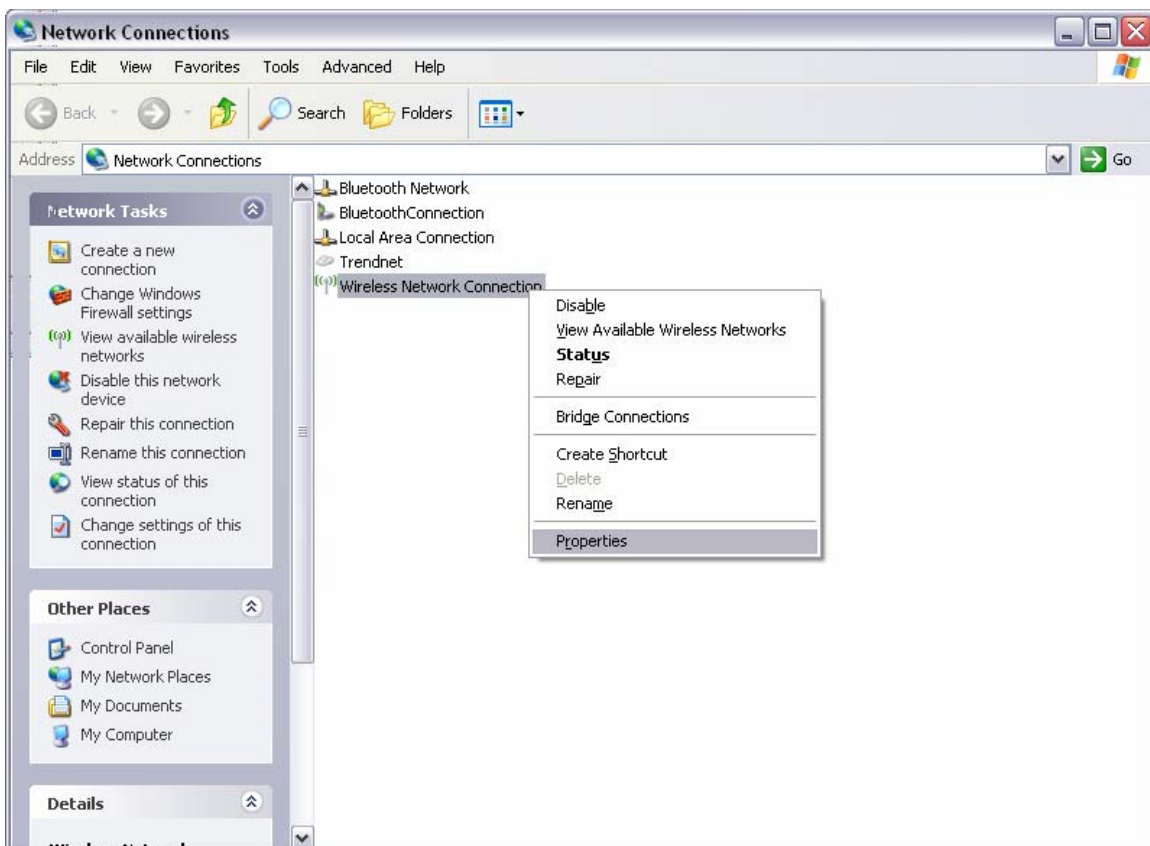 Network Connections
File Edit View Favorites Tools Advanced Help
Back Search Folders
Address Network Connections Go
Network Tasks
Create a new
connection
Change Windows
Firewall settings
View available wireless
networks
Disable this network
device
Repair this connection
Rename this connection
View status of this
connection
Change settings of this
connection
Other Places
Control Panel
My Network Places
My Documents
My Computer
Details
Bluetooth Network
BluetoothConnection
Local Area Connection
Trendnet
Wireless Network Connection
Disable
View Available Wireless Networks
Status
Repair
Bridge Connections
Create Shortcut
Delete
Rename
Properties